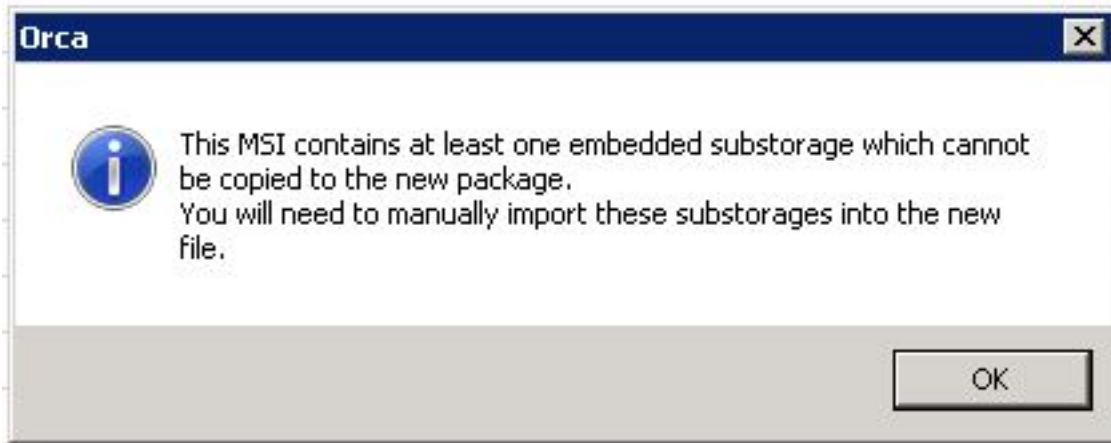 Orca
This MSI contains at least one embedded substorage which cannot
be copied to the new package.
You will need to manually import these substorages into the new
file.
OK